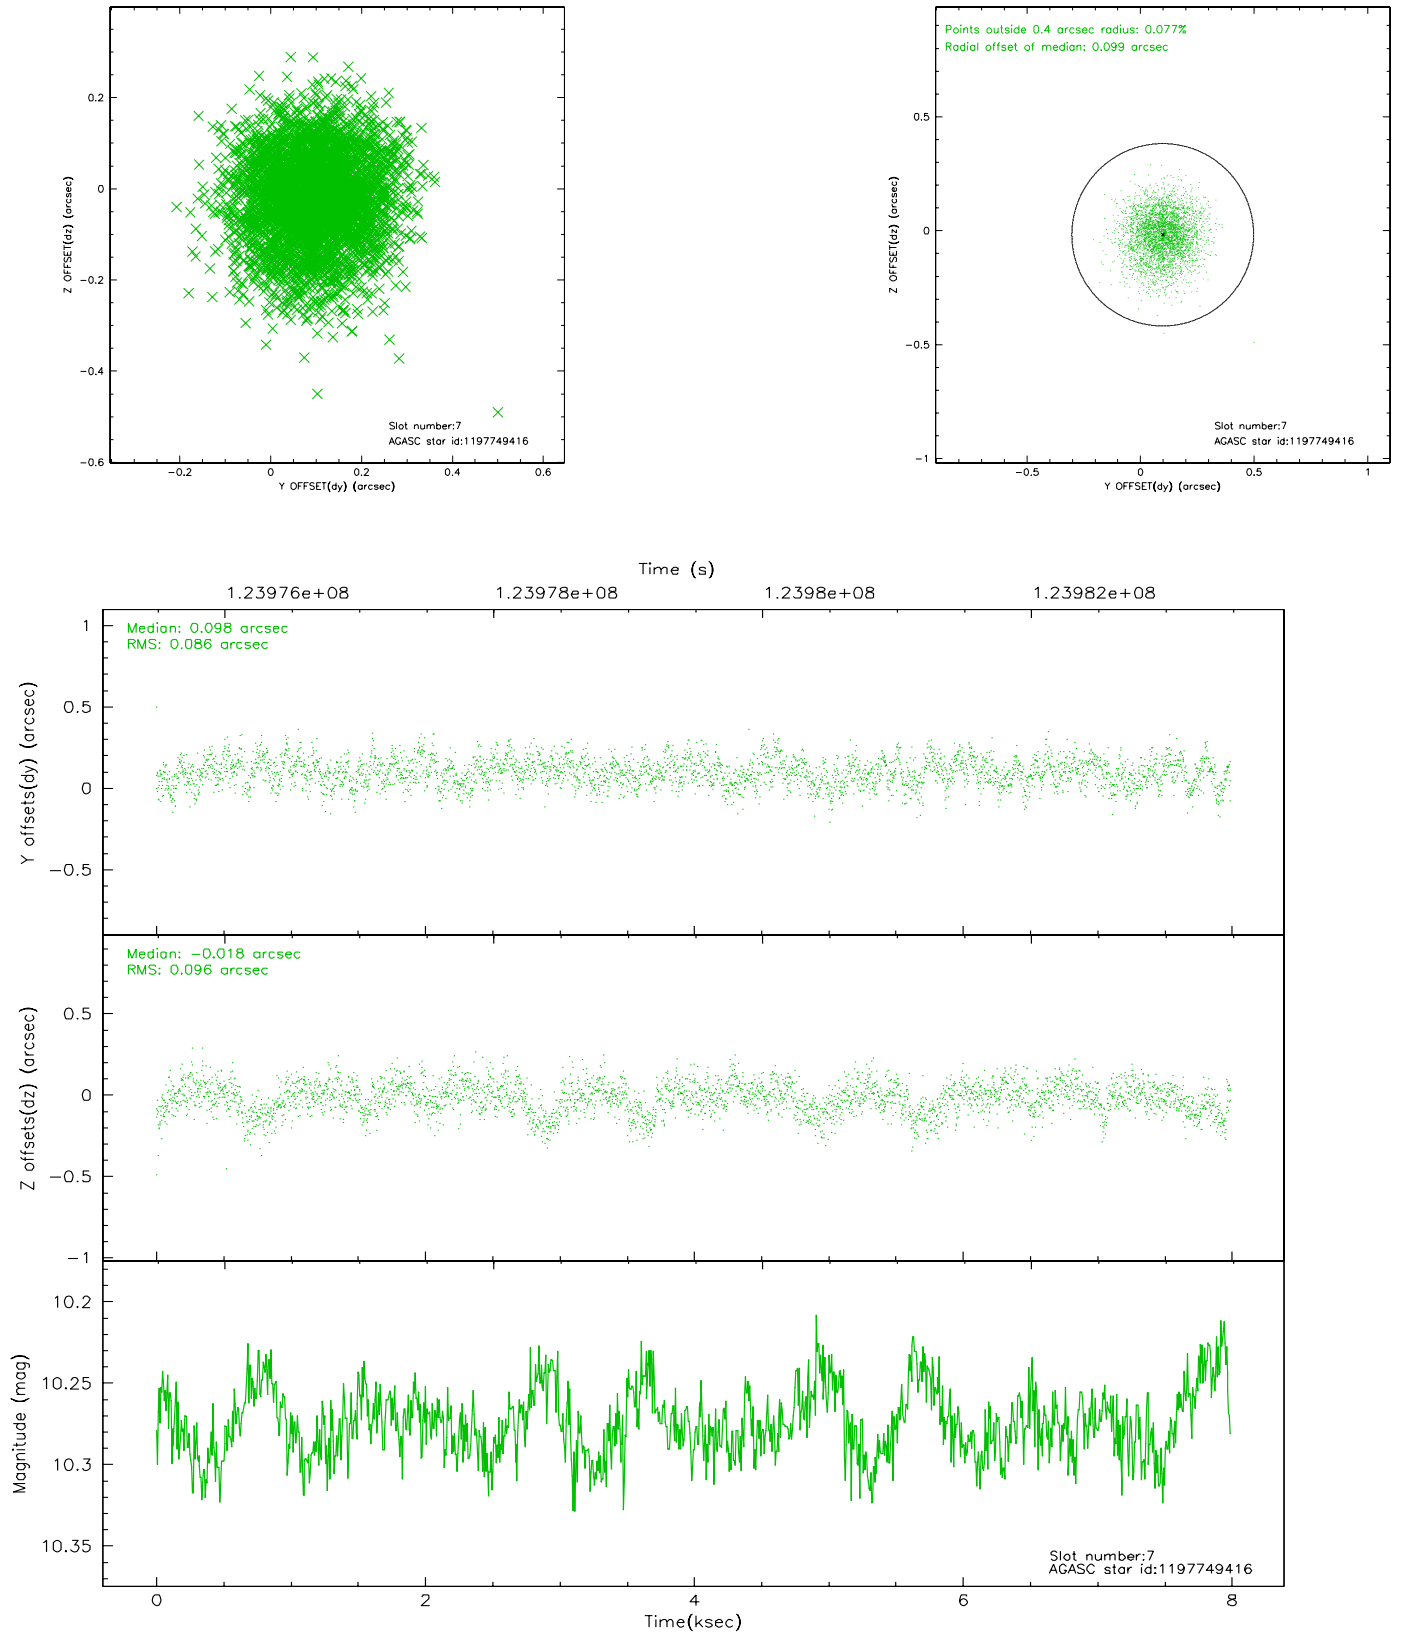 0.2
0
−0.2
−0.4
−0.6
Z OFFSET(dz) (arcsec)
Slot number:7
AGASC star id:1197749416
−0.2 0 0.2 0.4 0.6
Y OFFSET(dy) (arcsec)
Points outside 0.4 arcsec radius: 0.077%
Radial offset of median: 0.099 arcsec
0.5
0
−0.5
−1
Z OFFSET(dz) (arcsec)
Slot number:7
AGASC star id:1197749416
−0.5 0 0.5 1
Y OFFSET(dy) (arcsec)
Time (s)
1.23976e+08 1.23978e+08 1.2398e+08 1.23982e+08
Median: 0.098 arcsec
RMS: 0.086 arcsec
1
0.5
0
−0.5
Y offsets(dy) (arcsec)
Median: −0.018 arcsec
RMS: 0.096 arcsec
0.5
0
−0.5
−1
Z offsets(dz) (arcsec)
10.2
10.25
10.3
10.35
Magnitude (mag)
Slot number:7
AGASC star id:1197749416
0 2 4 6 8
Time(ksec)